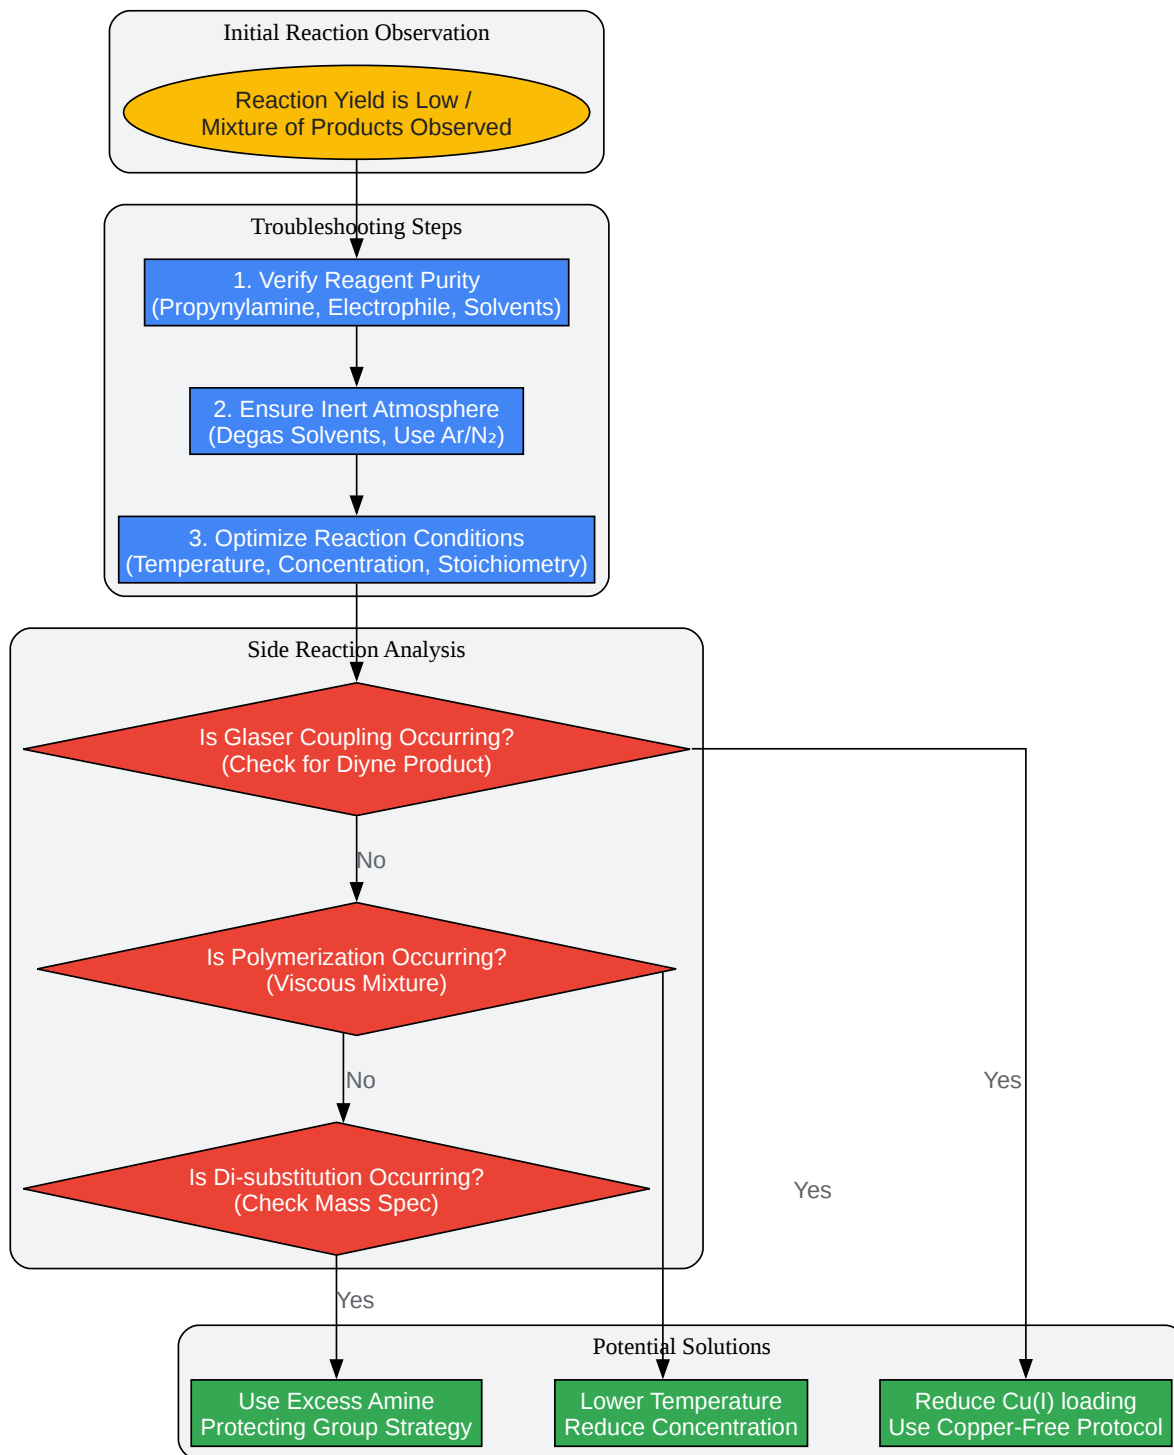 Initial Reaction Observation
Reaction Yield is Low /
Mixture of Products Observed
Troubleshooting Steps
1. Verify Reagent Purity
(Propynylamine, Electrophile, Solvents)
2. Ensure Inert Atmosphere
(Degas Solvents, Use Ar/N₂)
3. Optimize Reaction Conditions
(Temperature, Concentration, Stoichiometry)
Side Reaction Analysis
Is Glaser Coupling Occurring?
(Check for Diyne Product)
No
Is Polymerization Occurring?
(Viscous Mixture)
No
Yes
Is Di-substitution Occurring?
(Check Mass Spec)
Yes
Yes
Potential Solutions
Use Excess Amine
Protecting Group Strategy
Lower Temperature
Reduce Concentration
Reduce Cu(I) loading
Use Copper-Free Protocol